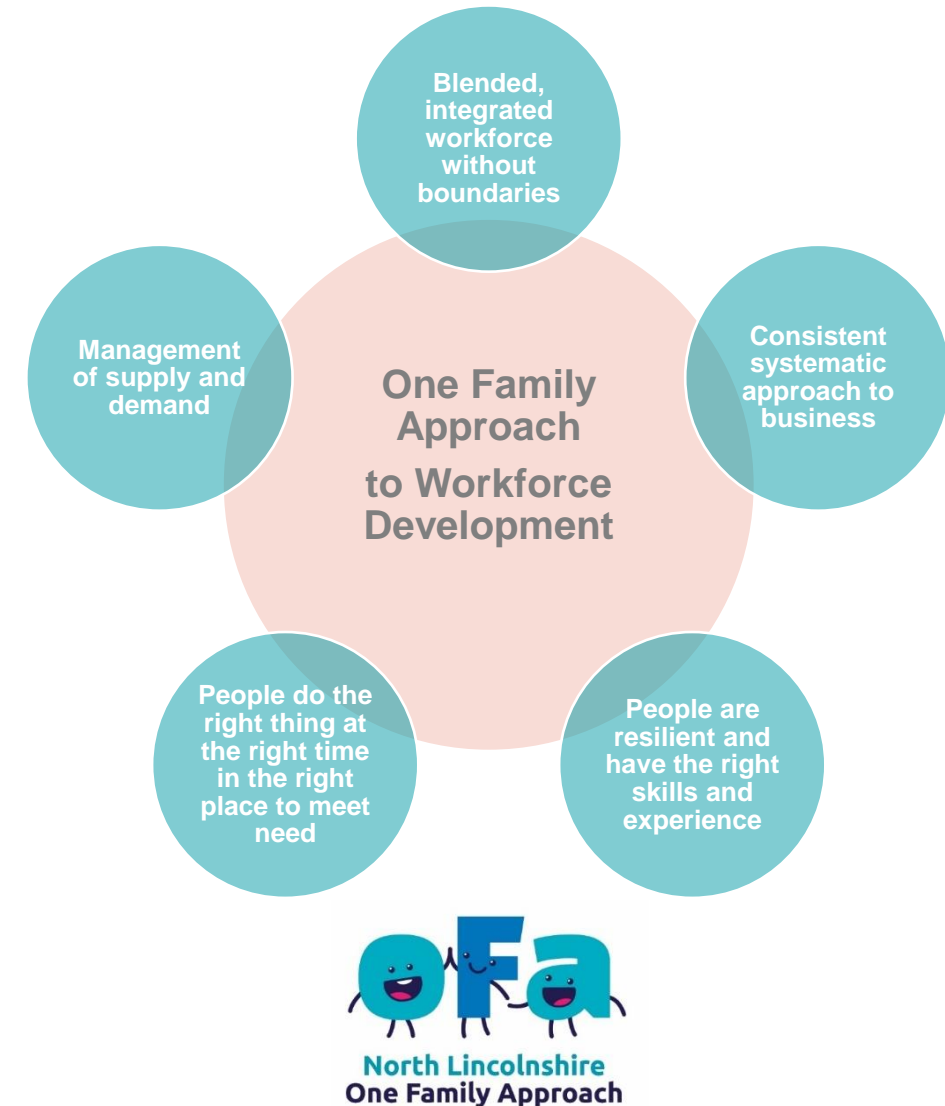 Blended,
integrated
workforce
without
boundaries
Management
of supply and
demand
One Family
Approach
to Workforce
Development
Consistent
systematic
approach to
business
People do the
right thing at
the right time
in the right
place to meet
need
People are
resilient and
have the right
skills and
experience
oFa
North Lincolnshire
One Family Approach